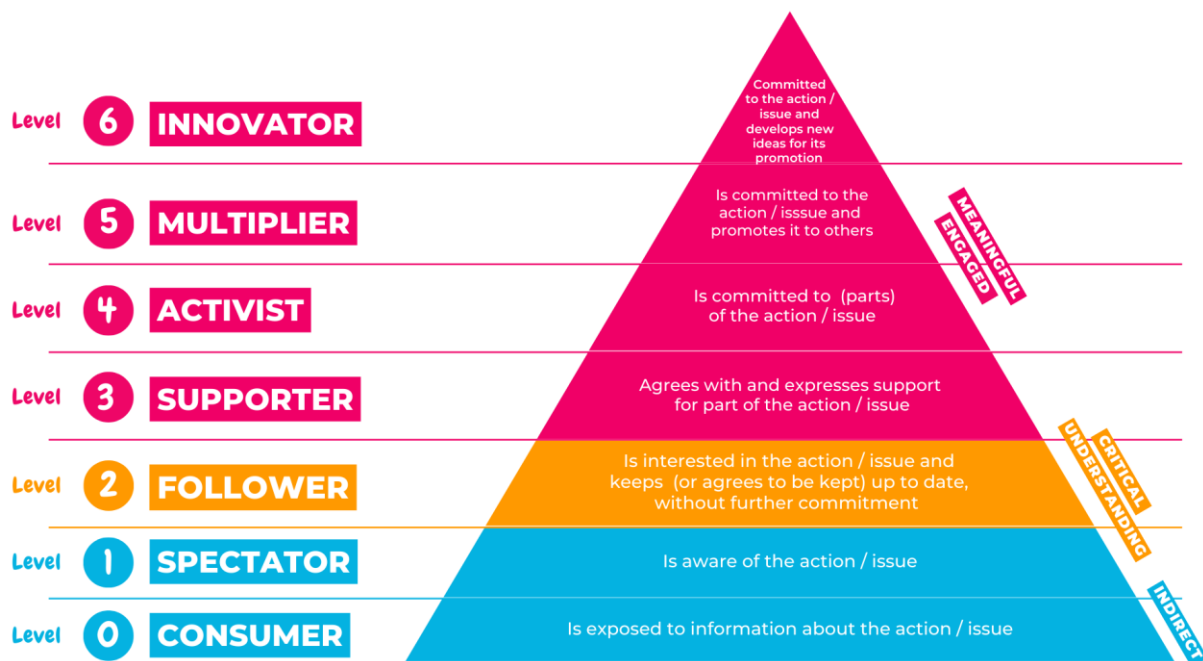 Level 6 INNOVATOR
Committed
to the action /
issue and
develops new
ideas for its
promotion
Level 5 MULTIPLIER
Is committed to the
action / isssue and
promotes it to others
MEANINGFUL
ENGAGED
Level 4 ACTIVIST
Is committed to (parts)
of the action / issue
Level 3 SUPPORTER
Agrees with and expresses support
for part of the action / issue
Level 2 FOLLOWER
Is interested in the action / issue and
keeps (or agrees to be kept) up to date,
without further commitment
CRITICAL
UNDERSTANDING
Level 1 SPECTATOR
Is aware of the action / issue
Level 0 CONSUMER
Is exposed to information about the action / issue
INDIRECT